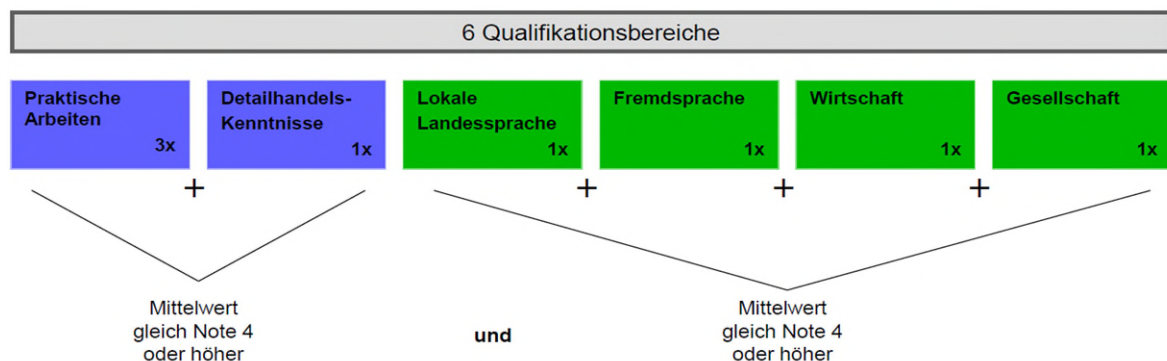 6 Qualifikationsbereiche
Praktische
Arbeiten
3x
Detailhandels-
Kenntnisse
1x
Lokale
Landessprache
1x
Fremdsprache
1x
Wirtschaft
1x
Gesellschaft
1x
+
+
+
+
Mittelwert
gleich Note 4
oder höher
und
Mittelwert
gleich Note 4
oder höher